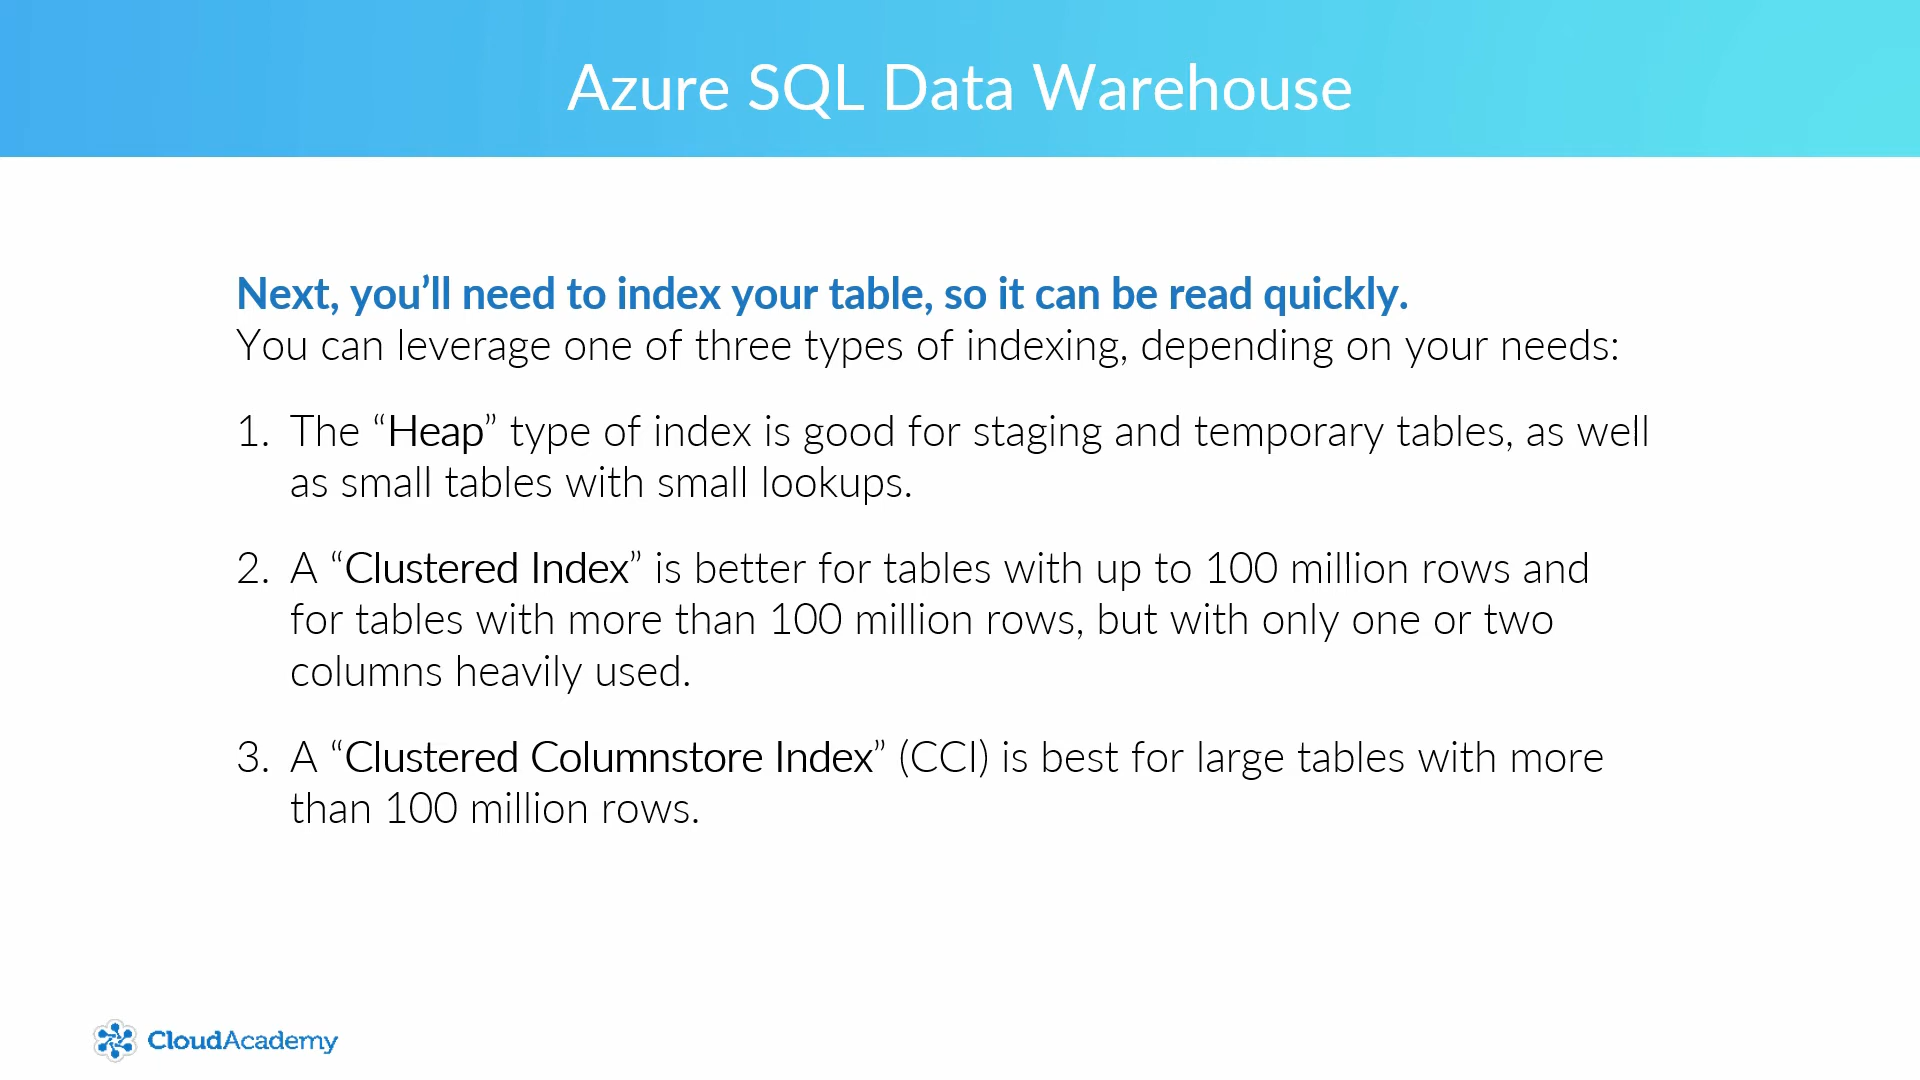 Azure SQL Data Warehouse
Next, you’ll need to index your table, so it can be read quickly.
You can leverage one of three types of indexing, depending on your needs:
1. The “Heap” type of index is good for staging and temporary tables, as well
as small tables with small lookups.
2. A “Clustered Index” is better for tables with up to 100 million rows and
for tables with more than 100 million rows, but with only one or two
columns heavily used.
3. A “Clustered Columnstore Index” (CCI) is best for large tables with more
than 100 million rows.
CloudAcademy